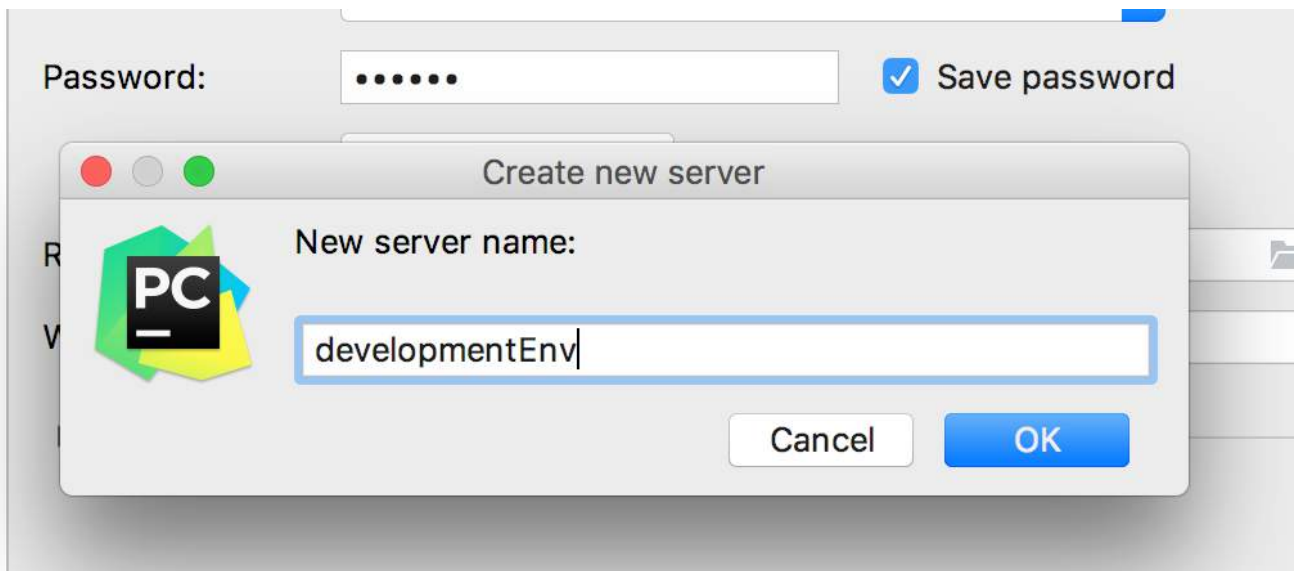 Password:
••••••
Save password
Create new server
New server name:
PC
developmentEnv
Cancel
OK